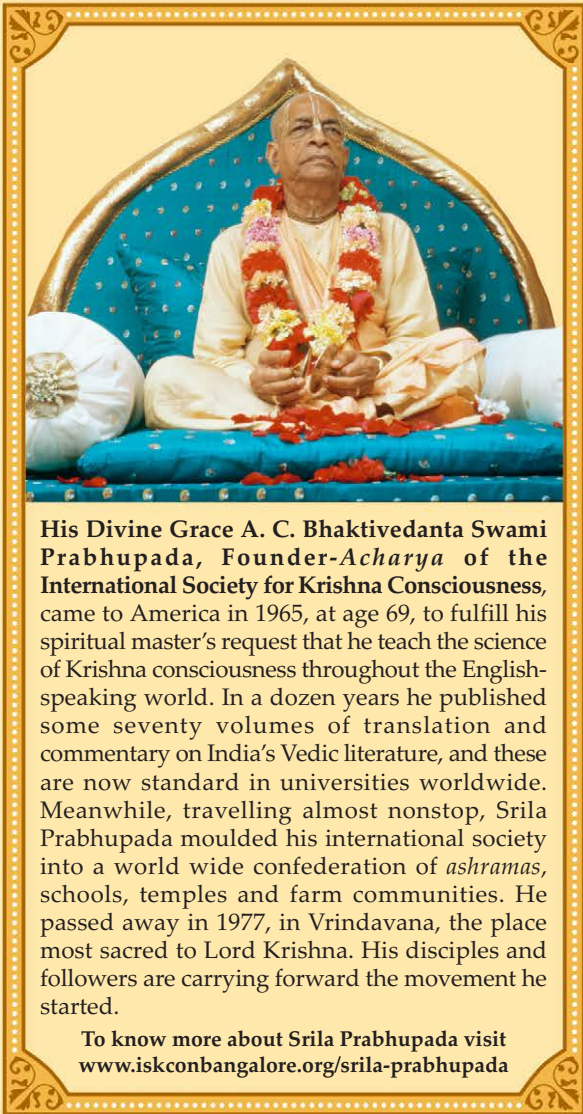 His Divine Grace A. C. Bhaktivedanta Swami
Prabhupada, Founder-Acharya of the
International Society for Krishna Consciousness,
came to America in 1965, at age 69, to fulfill his
spiritual master’s request that he teach the science
of Krishna consciousness throughout the English-
speaking world. In a dozen years he published
some seventy volumes of translation and
commentary on India’s Vedic literature, and these
are now standard in universities worldwide.
Meanwhile, travelling almost nonstop, Srila
Prabhupada moulded his international society
into a world wide confederation of ashramas,
schools, temples and farm communities. He
passed away in 1977, in Vrindavana, the place
most sacred to Lord Krishna. His disciples and
followers are carrying forward the movement he
started.
To know more about Srila Prabhupada visit
www.iskconbangalore.org/srila-prabhupada